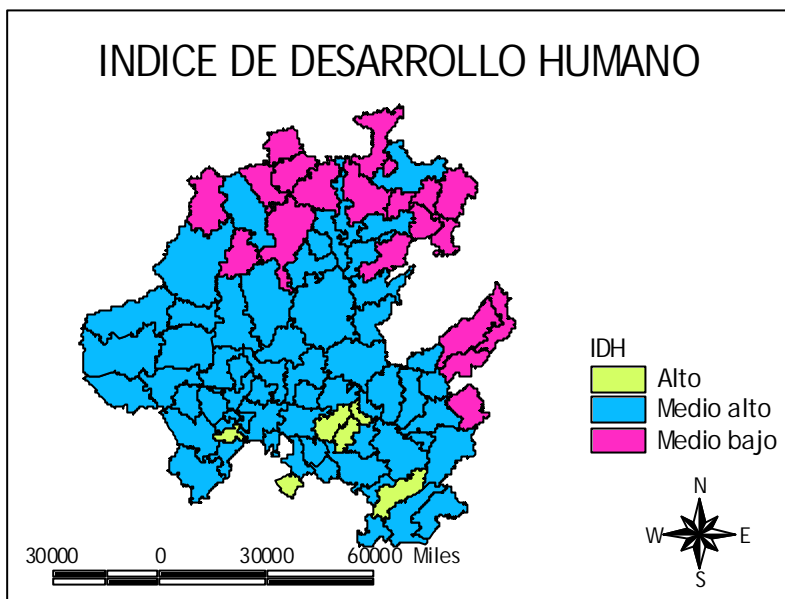 INDICE DE DESARROLLO HUMANO
IDH
Alto
Medio alto
Medio bajo
N
W E
S
30000 0 30000 60000 Miles